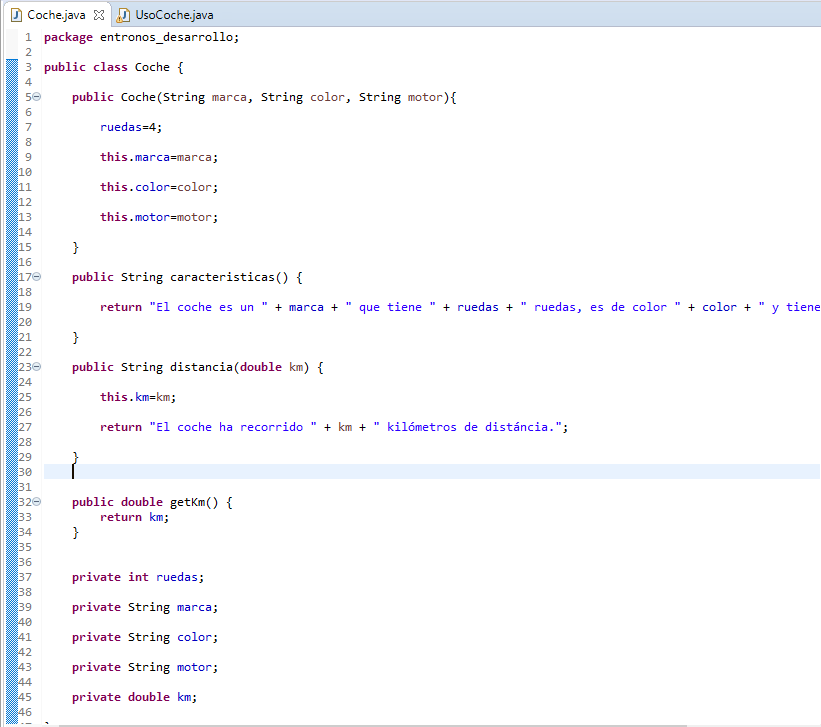 Coche.java UsoCoche.java
1 package entronos_desarrollo;
2
3 public class Coche {
4
5 public Coche(String marca, String color, String motor){
6
7 ruedas=4;
8
9 this.marca=marca;
10
11 this.color=color;
12
13 this.motor=motor;
14
15 }
16
17 public String caracteristicas() {
18
19 return "El coche es un " + marca + " que tiene " + ruedas + " ruedas, es de color " + color + " y tiene
20
21 }
22
23 public String distancia(double km) {
24
25 this.km=km;
26
27 return "El coche ha recorrido " + km + " kilómetros de distáncia.";
28
29 }
30
31
32 public double getKm() {
33 return km;
34 }
35
36
37 private int ruedas;
38
39 private String marca;
40
41 private String color;
42
43 private String motor;
44
45 private double km;
46